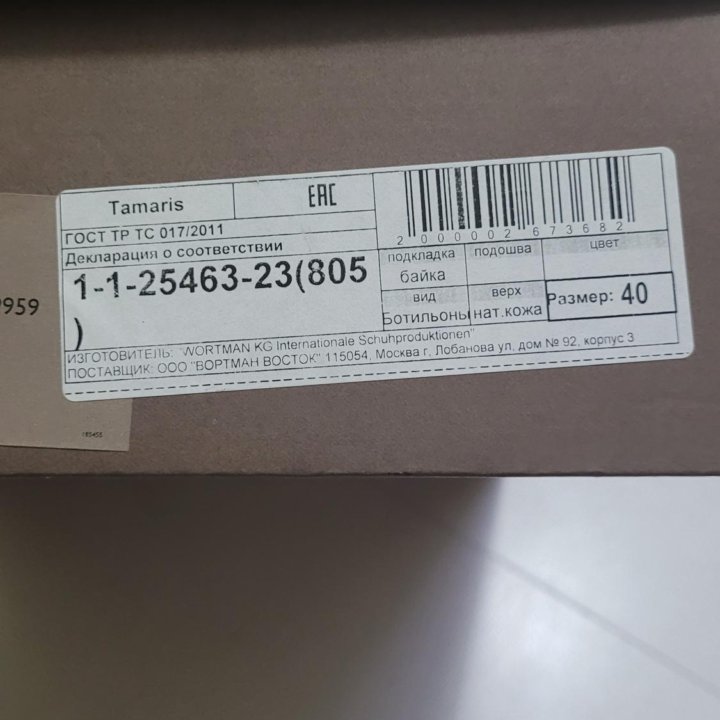 Tamaris
EAC
ГОСТ ТР ТС 017/2011
Декларация о соответствии
1-1-25463-23(805
)
2 000002 673682
подкладка
подошва
цвет
байка
вид
верх
Ботильоны
нат.кожа
Размер: 40
ИЗГОТОВИТЕЛЬ: "WORTMAN KG Internationale Schuhproduktionen"
ПОСТАВЩИК: ООО "ВОРТМАН ВОСТОК" 115054, Москва г, Лобанова ул, дом № 92, корпус 3
959